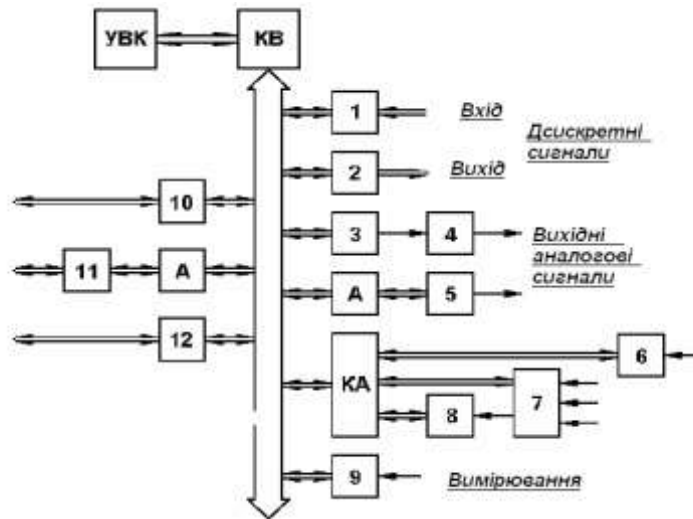 УВК
КВ
1
Вхід
Дсискретні
сигнали
2
Вихід
10
3
4
Вихідні
аналогові
сигнали
11
А
А
5
12
КА
6
7
8
9
Вимірювання